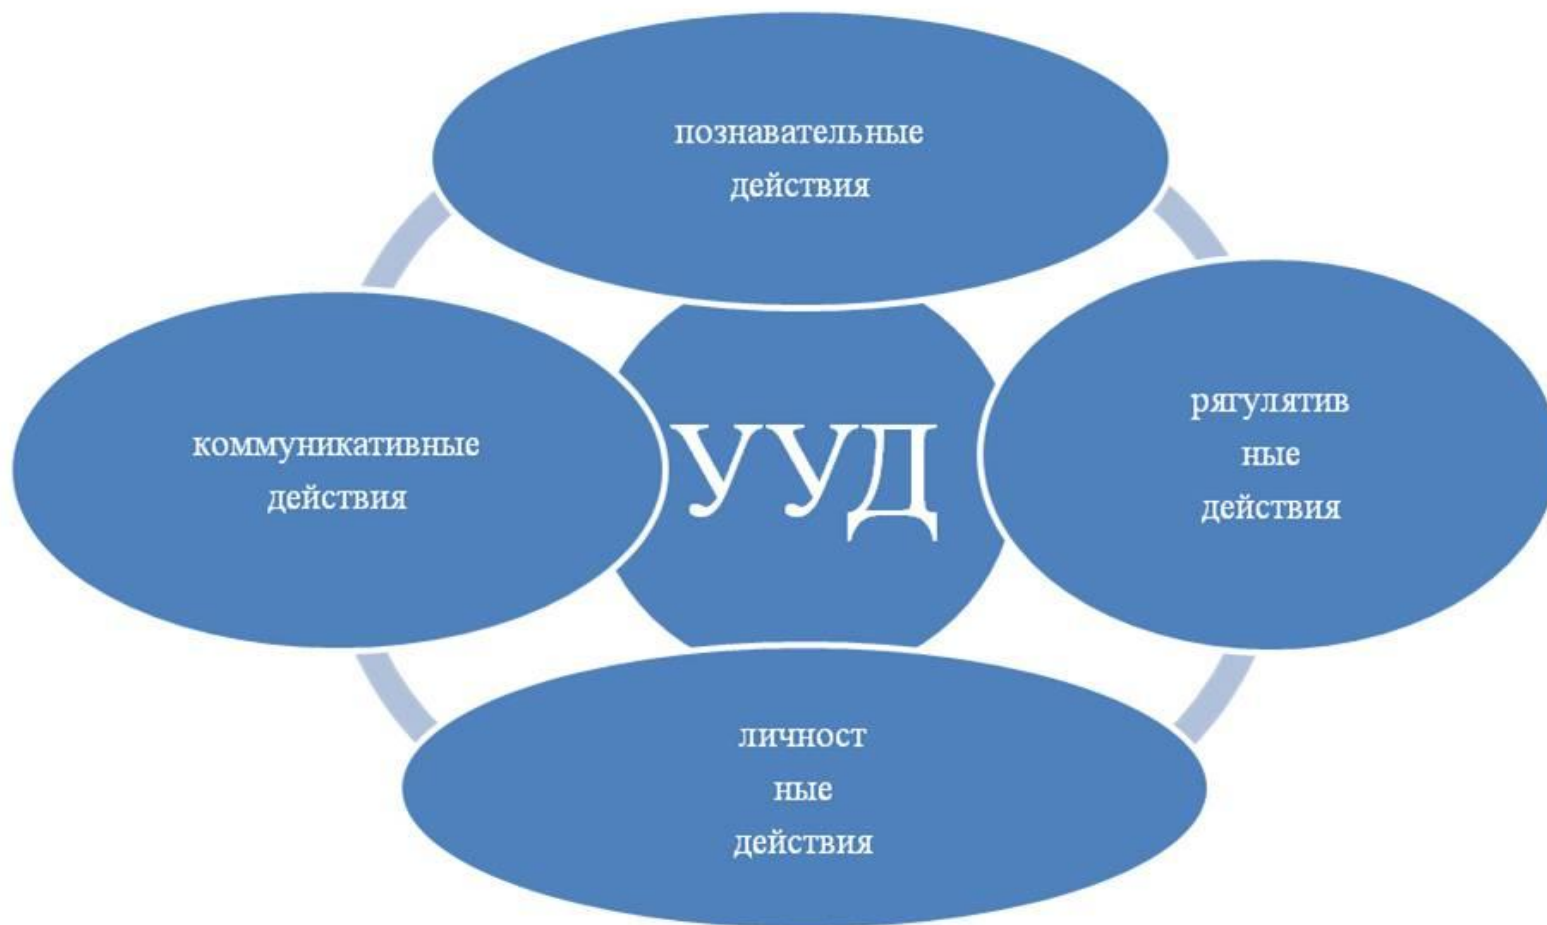 познавательные
действия
коммуникативные
действия
УУД
рягулятив
ные
действия
личност
ные
действия